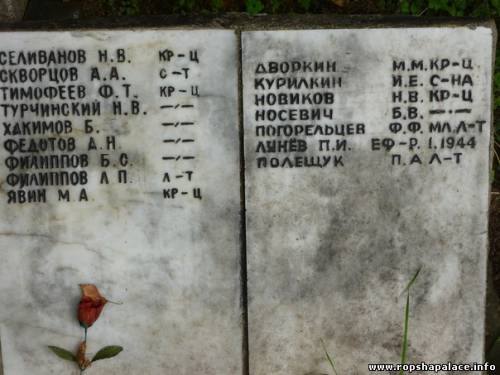 СЕЛИВАНОВ Н.В. КР-Ц
СКВОРЦОВ А.А. С-Т
ТИМОФЕЕВ Ф.Т. КР-Ц
ТУРЧИНСКИЙ Н.В. —〃—
ХАКИМОВ Б. —〃—
ФЕДОТОВ А.Н. —〃—
ФИЛИППОВ Б.С. —〃—
ФИЛИППОВ Л.П. Л-Т
ЯВИН М.А. КР-Ц
ДВОРКИН М.М. КР-Ц
КУРИЛКИН И.Е. С-НА
НОВИКОВ Н.В. КР-Ц
НОСЕВИЧ Б.В. —〃—
ПОГОРЕЛЬЦЕВ Ф.Ф. МЛ.Л-Т
ЛУНЁВ П.И. ЕФ-Р. 1.1944
ПОЛЕЩУК П.А. Л-Т
www.ropshapalace.info